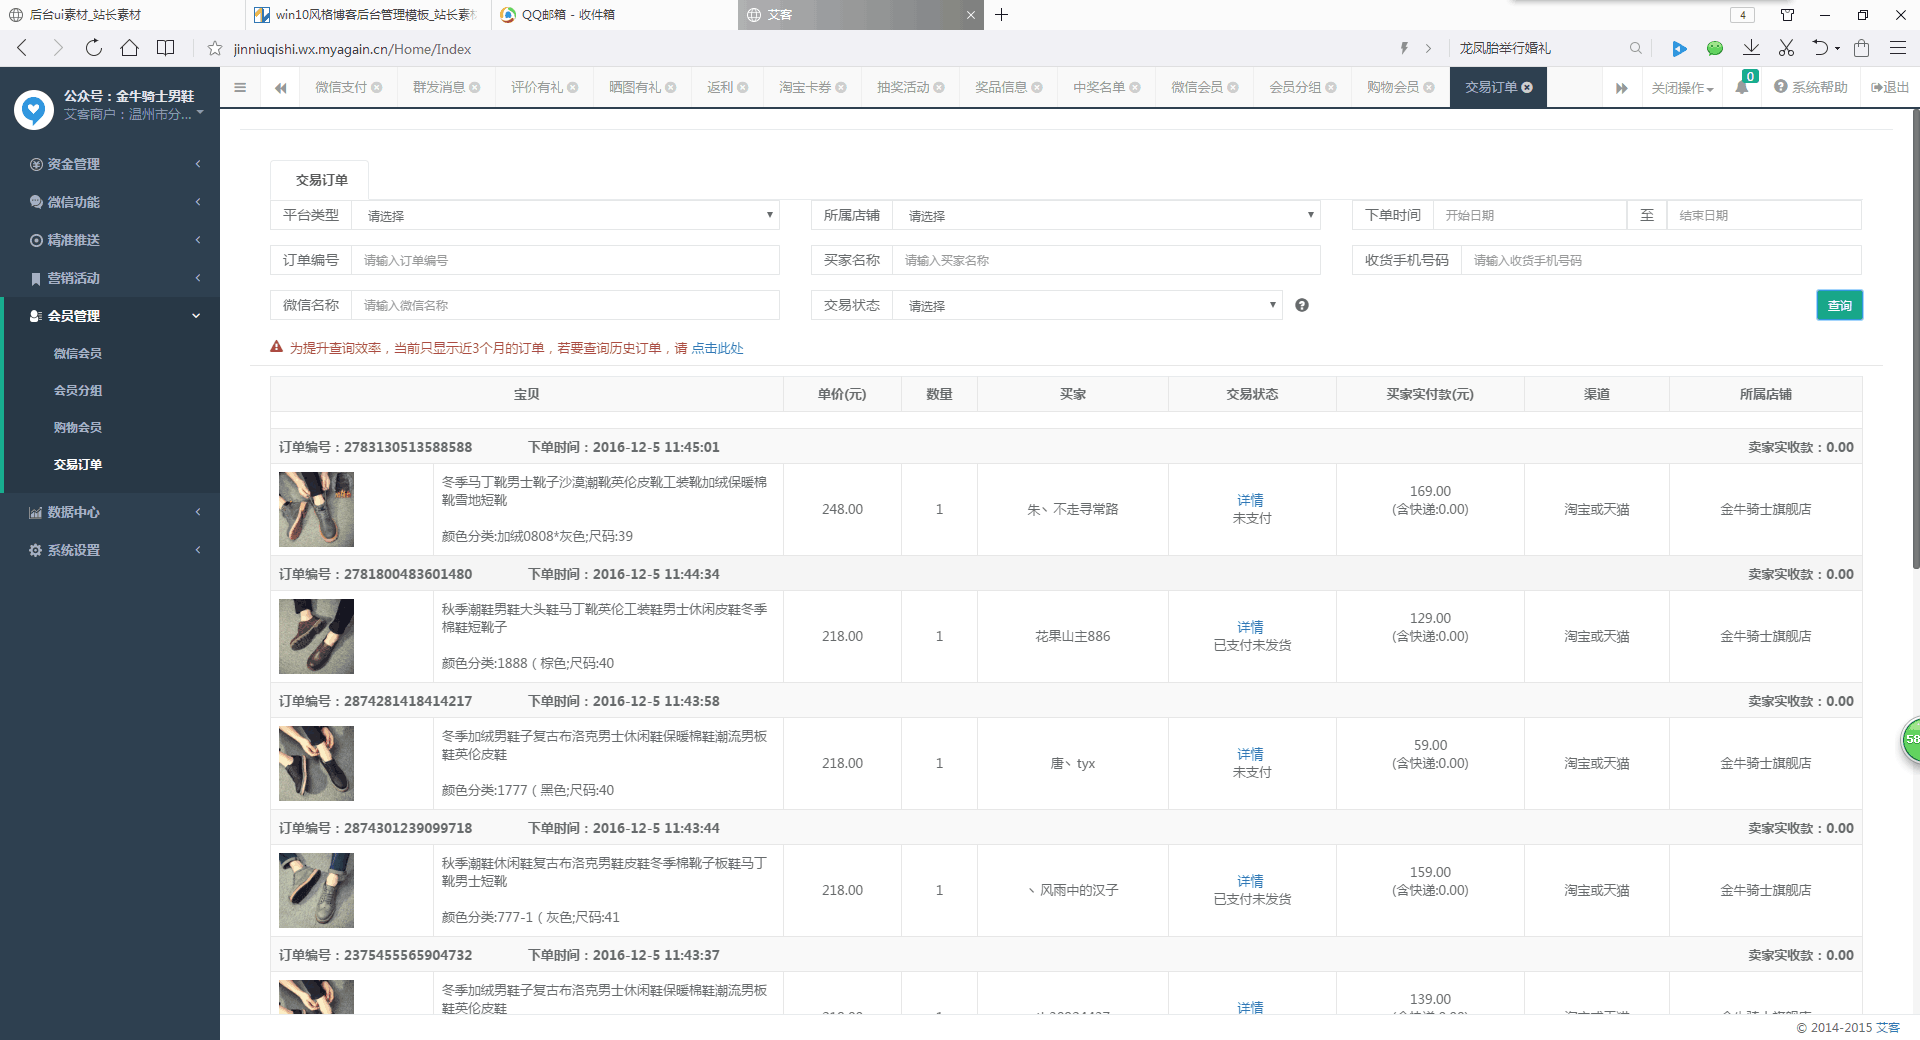 后台ui素材_站长素材
win10风格博客后台管理模板_站长素材
QQ邮箱 - 收件箱
艾客
4
jinniuqishi.wx.myagain.cn/Home/Index
龙凤胎举行婚礼
公众号：金牛骑士男鞋
艾客商户：温州市分...
微信支付
群发消息
评价有礼
晒图有礼
返利
淘宝卡券
抽奖活动
奖品信息
中奖名单
微信会员
会员分组
购物会员
交易订单
关闭操作
0
系统帮助
退出
资金管理
微信功能
精准推送
营销活动
会员管理
微信会员
会员分组
购物会员
交易订单
数据中心
系统设置
交易订单
平台类型 请选择
所属店铺 请选择
下单时间 开始日期 至 结束日期
订单编号 请输入订单编号
买家名称 请输入买家名称
收货手机号码 请输入收货手机号码
微信名称 请输入微信名称
交易状态 请选择
查询
为提升查询效率，当前只显示近3个月的订单，若要查询历史订单，请 点击此处
宝贝 单价(元) 数量 买家 交易状态 买家实付款(元) 渠道 所属店铺
订单编号：2783130513588588 下单时间：2016-12-5 11:45:01 卖家实收款：0.00
冬季马丁靴男士靴子沙漠潮靴英伦皮靴工装靴加绒保暖棉
靴雪地短靴
颜色分类:加绒0808*灰色;尺码:39
248.00
1
朱丶不走寻常路
详情
未支付
169.00
(含快递:0.00)
淘宝或天猫
金牛骑士旗舰店
订单编号：2781800483601480 下单时间：2016-12-5 11:44:34 卖家实收款：0.00
秋季潮鞋男鞋大头鞋马丁靴英伦工装鞋男士休闲皮鞋冬季
棉鞋短靴子
颜色分类:1888（棕色;尺码:40
218.00
1
花果山主886
详情
已支付未发货
129.00
(含快递:0.00)
淘宝或天猫
金牛骑士旗舰店
订单编号：2874281418414217 下单时间：2016-12-5 11:43:58 卖家实收款：0.00
冬季加绒男鞋子复古布洛克男士休闲鞋保暖棉鞋潮流男板
鞋英伦皮鞋
颜色分类:1777（黑色;尺码:40
218.00
1
唐丶tyx
详情
未支付
59.00
(含快递:0.00)
淘宝或天猫
金牛骑士旗舰店
订单编号：2874301239099718 下单时间：2016-12-5 11:43:44 卖家实收款：0.00
秋季潮鞋休闲鞋复古布洛克男鞋皮鞋冬季棉靴子板鞋马丁
靴男士短靴
颜色分类:777-1（灰色;尺码:41
218.00
1
丶风雨中的汉子
详情
已支付未发货
159.00
(含快递:0.00)
淘宝或天猫
金牛骑士旗舰店
订单编号：2375455565904732 下单时间：2016-12-5 11:43:37 卖家实收款：0.00
冬季加绒男鞋子复古布洛克男士休闲鞋保暖棉鞋潮流男板
鞋英伦皮鞋
详情
139.00
58
© 2014-2015 艾客